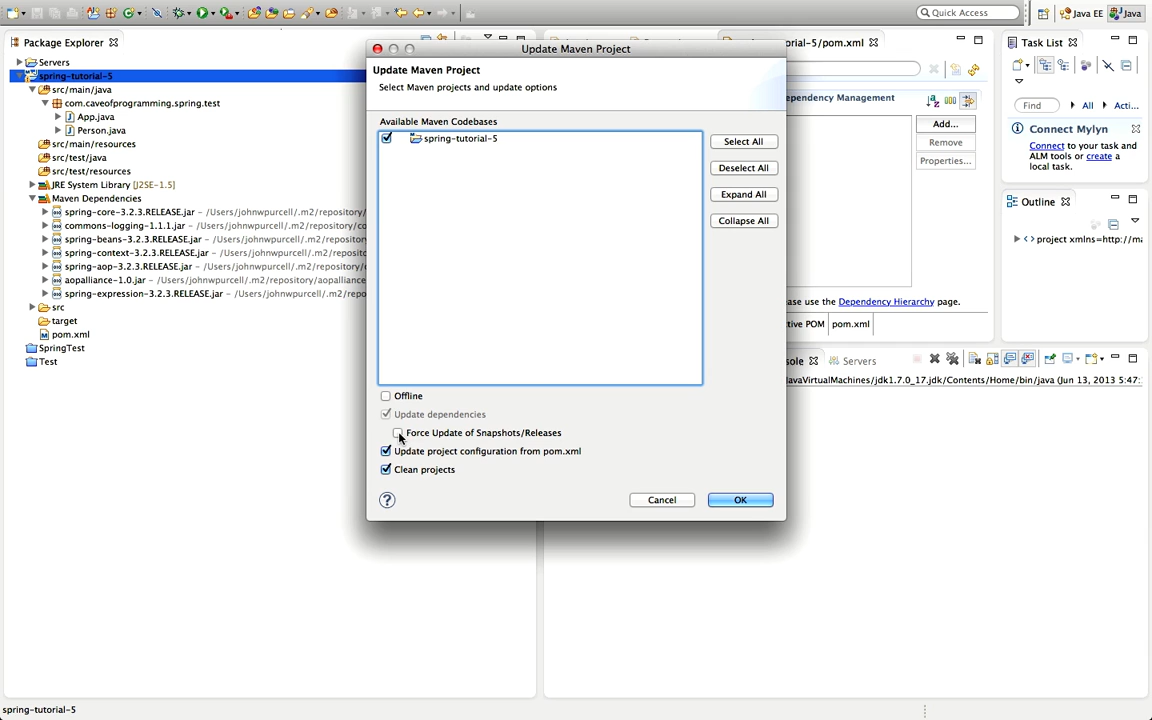 Quick Access
Java EE
Java
Package Explorer
Servers
spring-tutorial-5
src/main/java
com.caveofprogramming.spring.test
App.java
Person.java
src/main/resources
src/test/java
src/test/resources
JRE System Library [J2SE-1.5]
Maven Dependencies
spring-core-3.2.3.RELEASE.jar - /Users/johnwpurcell/.m2/repository/
commons-logging-1.1.1.jar - /Users/johnwpurcell/.m2/repository/co
spring-beans-3.2.3.RELEASE.jar - /Users/johnwpurcell/.m2/repository
spring-context-3.2.3.RELEASE.jar - /Users/johnwpurcell/.m2/reposito
spring-aop-3.2.3.RELEASE.jar - /Users/johnwpurcell/.m2/repository/
aopalliance-1.0.jar - /Users/johnwpurcell/.m2/repository/aopalliance
spring-expression-3.2.3.RELEASE.jar - /Users/johnwpurcell/.m2/repo
src
target
pom.xml
SpringTest
Test
Update Maven Project
Update Maven Project
Select Maven projects and update options
Available Maven Codebases
spring-tutorial-5
Select All
Deselect All
Expand All
Collapse All
Offline
Update dependencies
Force Update of Snapshots/Releases
Update project configuration from pom.xml
Clean projects
Cancel
OK
orial-5/pom.xml
ependency Management
Add...
Remove
Properties...
ase use the Dependency Hierarchy page.
tive POM
pom.xml
sole
Servers
JavaVirtualMachines/jdk1.7.0_17.jdk/Contents/Home/bin/java (Jun 13, 2013 5:47:
Task List
Find
All
Acti...
Connect Mylyn
Connect to your task and
ALM tools or create a
local task.
Outline
project xmlns=http://ma
spring-tutorial-5